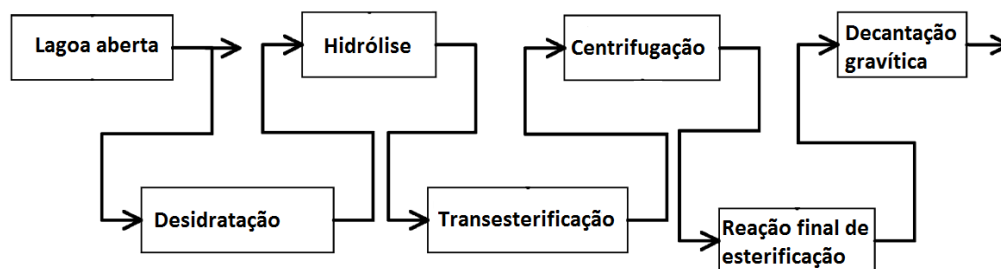 Lagoa aberta
Hidrólise
Centrifugação
Decantação
gravítica
Desidratação
Transesterificação
Reação final de
esterificação